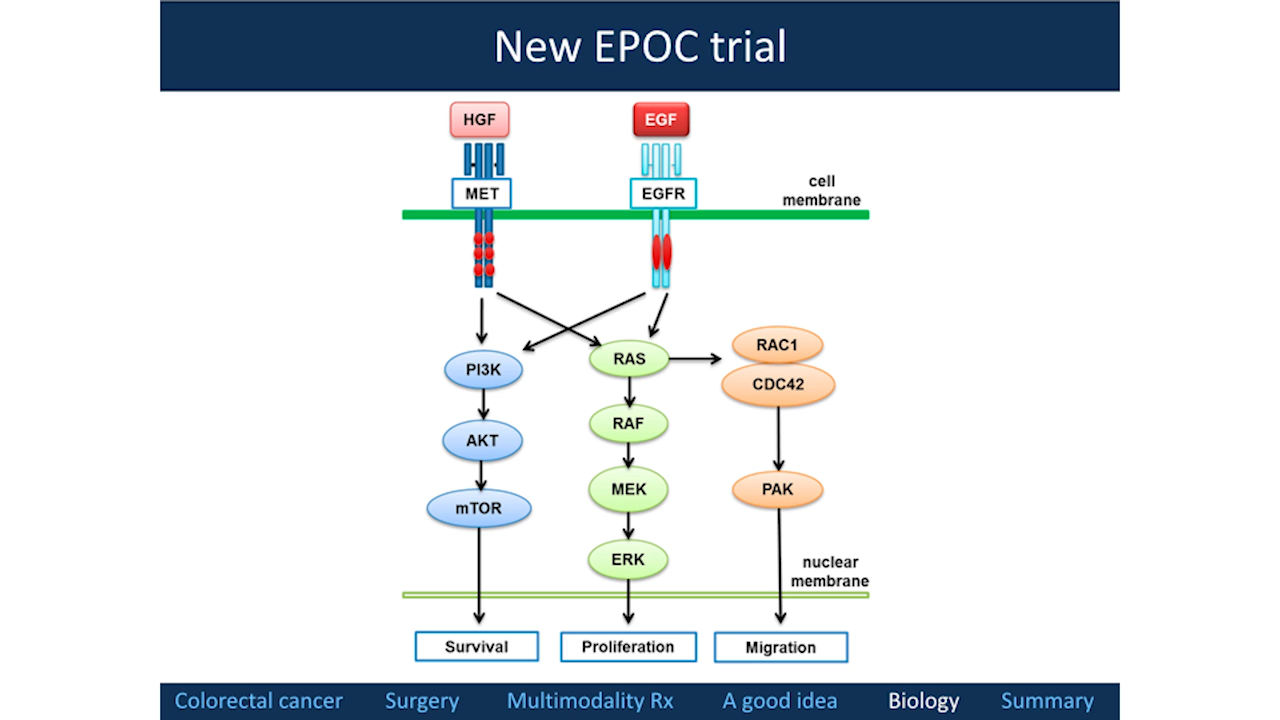 New EPOC trial
HGF
EGF
MET
EGFR
cell
membrane
PI3K
RAS
RAC1
CDC42
AKT
RAF
mTOR
MEK
PAK
ERK
nuclear
membrane
Survival
Proliferation
Migration
Colorectal cancer Surgery Multimodality Rx A good idea Biology Summary